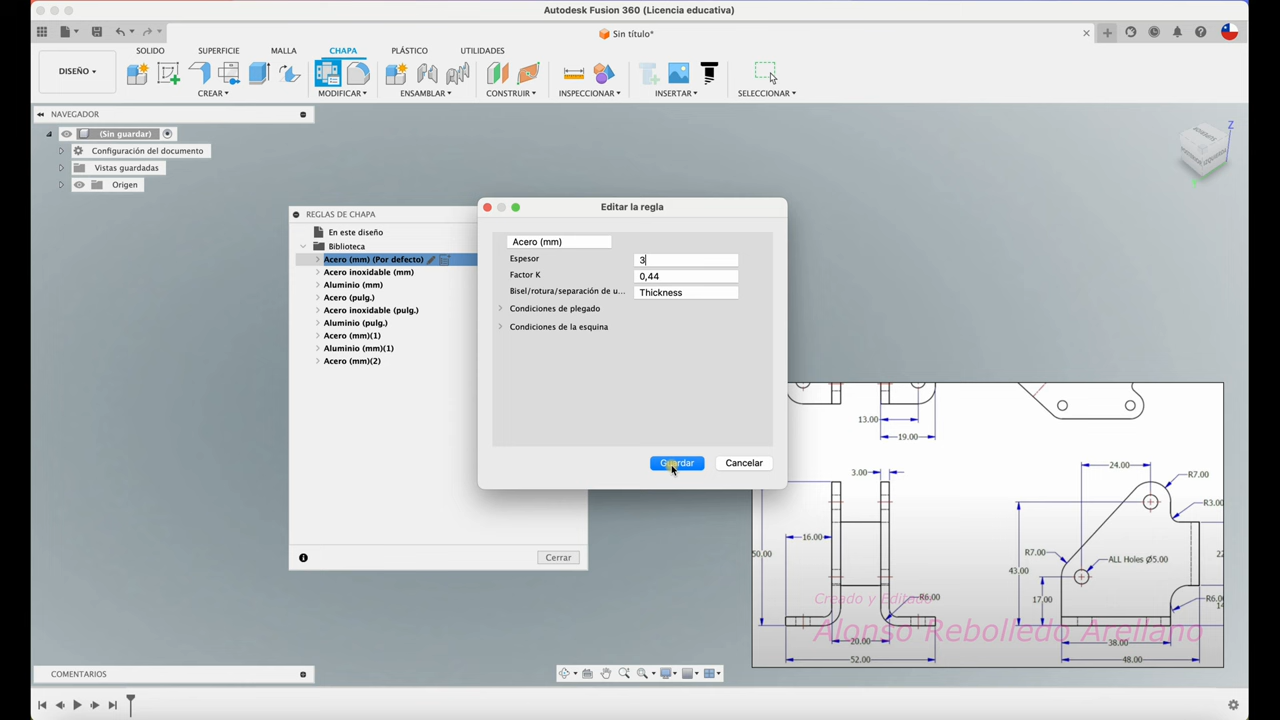 Autodesk Fusion 360 (Licencia educativa)
Sin título*
SOLIDO
SUPERFICIE
MALLA
CHAPA
PLÁSTICO
UTILIDADES
DISEÑO
CREAR
MODIFICAR
ENSAMBLAR
CONSTRUIR
INSPECCIONAR
INSERTAR
SELECCIONAR
NAVEGADOR
(Sin guardar)
Configuración del documento
Vistas guardadas
Origen
Z
REGLAS DE CHAPA
En este diseño
Biblioteca
Acero (mm) (Por defecto)
Acero inoxidable (mm)
Aluminio (mm)
Acero (pulg.)
Acero inoxidable (pulg.)
Aluminio (pulg.)
Acero (mm)(1)
Aluminio (mm)(1)
Acero (mm)(2)
Cerrar
Editar la regla
Acero (mm)
Espesor
3
Factor K
0,44
Bisel/rotura/separación de u...
Thickness
Condiciones de plegado
Condiciones de la esquina
Guardar
Cancelar
13.00
19.00
3.00
24.00
R7.00
R3.00
16.00
50.00
R7.00
ALL Holes Ø5.00
43.00
17.00
R6.00
R6.00
20.00
52.00
38.00
48.00
Creado y Editado
Alonso Rebolledo Arellano
COMENTARIOS